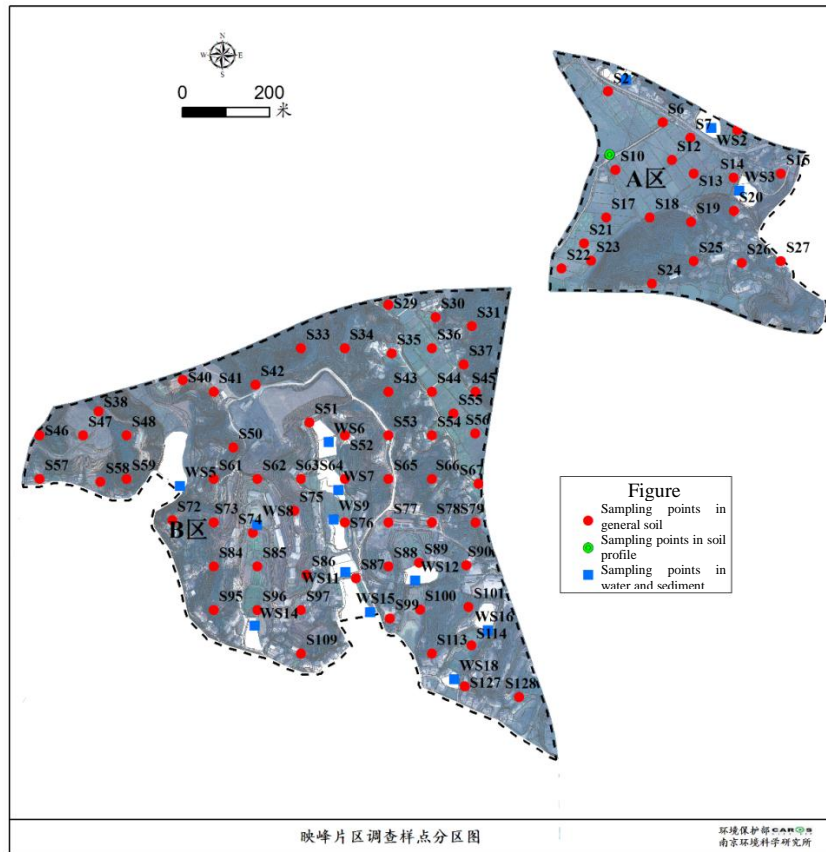 N
W E
S
0 200
米
S2
S6
S7
WS2
S12
S10
A区
S13
S14
WS3
S15
S20
S17
S18
S19
S21
S22
S23
S24
S25
S26
S27
S29
S30
S31
S33
S34
S35
S36
S37
S38
S40
S41
S42
S43
S44
S45
S46
S47
S48
S50
S51
WS6
S52
S53
S54
S55
S56
S57
S58
S59
WS5
S61
S62
S63
S64
WS7
S65
S66
S67
S72
B区
S73
S74
WS8
S75
WS9
S76
S77
S78
S79
S84
S85
S86
WS11
S87
S88
S89
WS12
S90
S95
S96
WS14
S97
WS15
S99
S100
S101
WS16
S109
S113
S114
WS18
S127
S128
Figure
Sampling points in
general soil
Sampling points in soil
profile
Sampling points in
water and sediment
映峰片区调查样点分区图
环境保护部
南京环境科学研究所